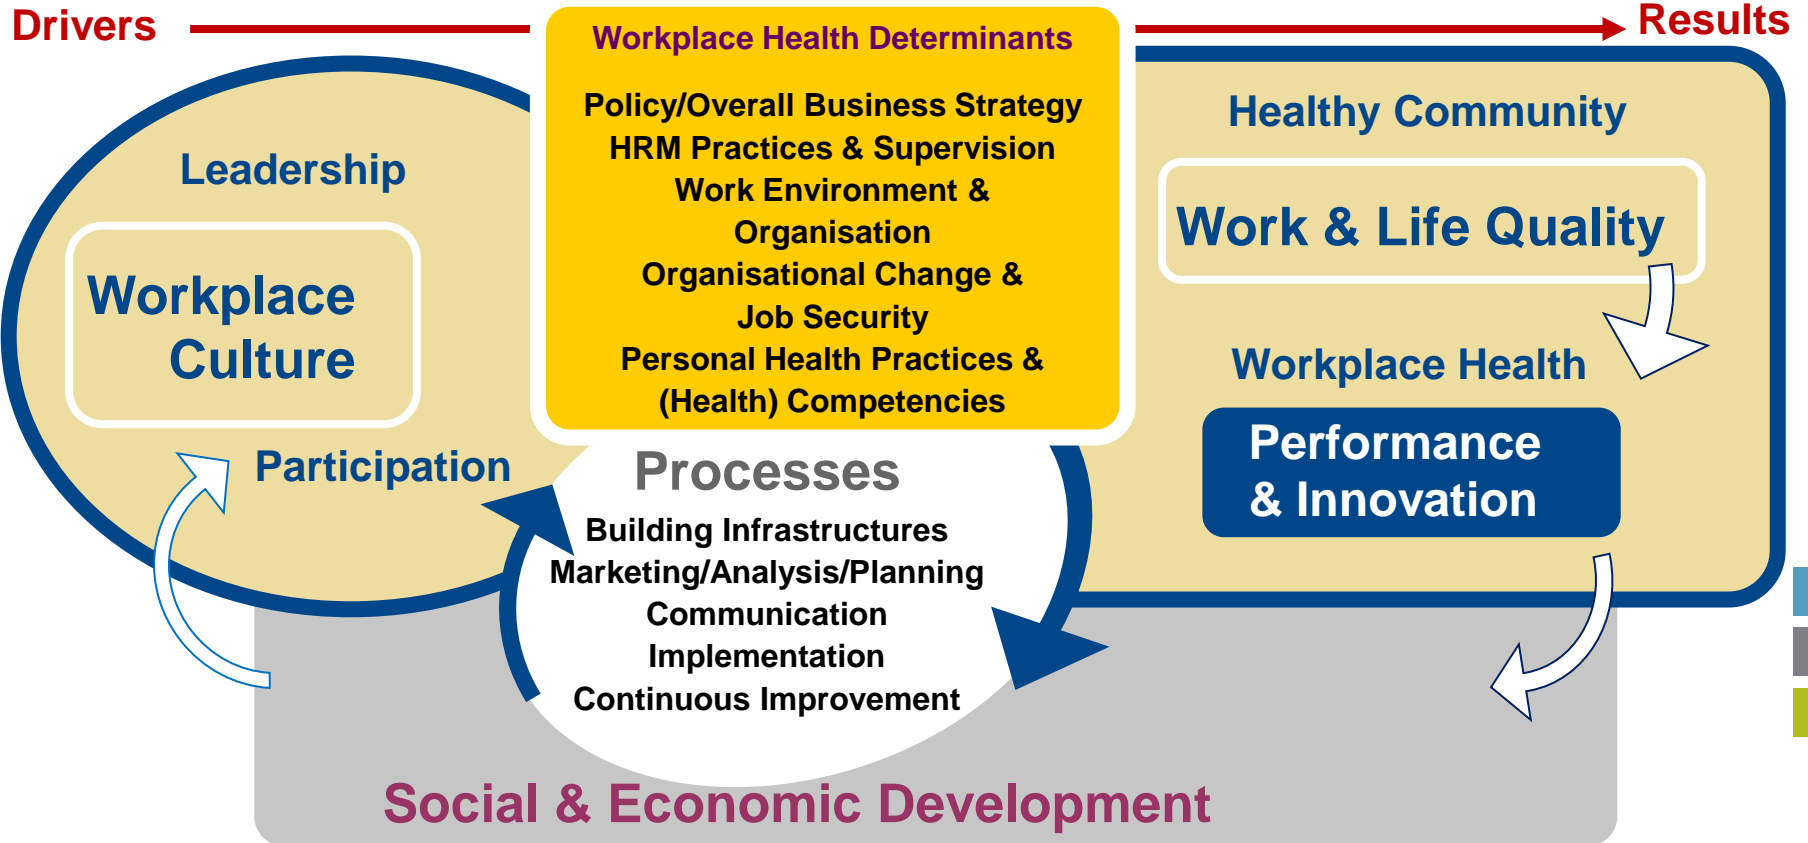 Drivers
Results
Workplace Health Determinants
Policy/Overall Business Strategy
HRM Practices & Supervision
Work Environment &
Organisation
Organisational Change &
Job Security
Personal Health Practices &
(Health) Competencies
Leadership
Workplace
Culture
Participation
Processes
Building Infrastructures
Marketing/Analysis/Planning
Communication
Implementation
Continuous Improvement
Healthy Community
Work & Life Quality
Workplace Health
Performance
& Innovation
Social & Economic Development